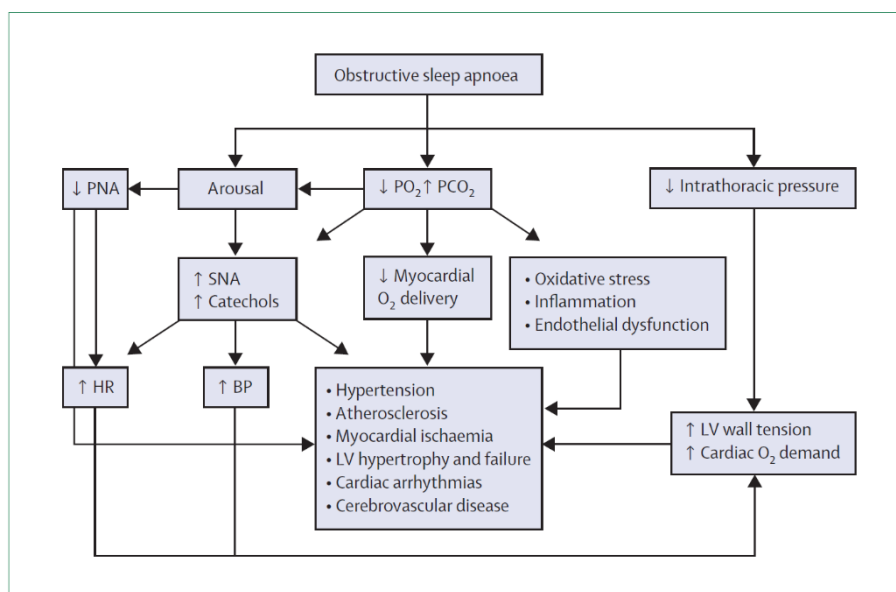 Obstructive sleep apnoea
↓ PNA
Arousal
↓ PO₂↑ PCO₂
↓ Intrathoracic pressure
↑ SNA
↑ Catechols
↓ Myocardial
O₂ delivery
• Oxidative stress
• Inflammation
• Endothelial dysfunction
↑ HR
↑ BP
• Hypertension
• Atherosclerosis
• Myocardial ischaemia
• LV hypertrophy and failure
• Cardiac arrhythmias
• Cerebrovascular disease
↑ LV wall tension
↑ Cardiac O₂ demand